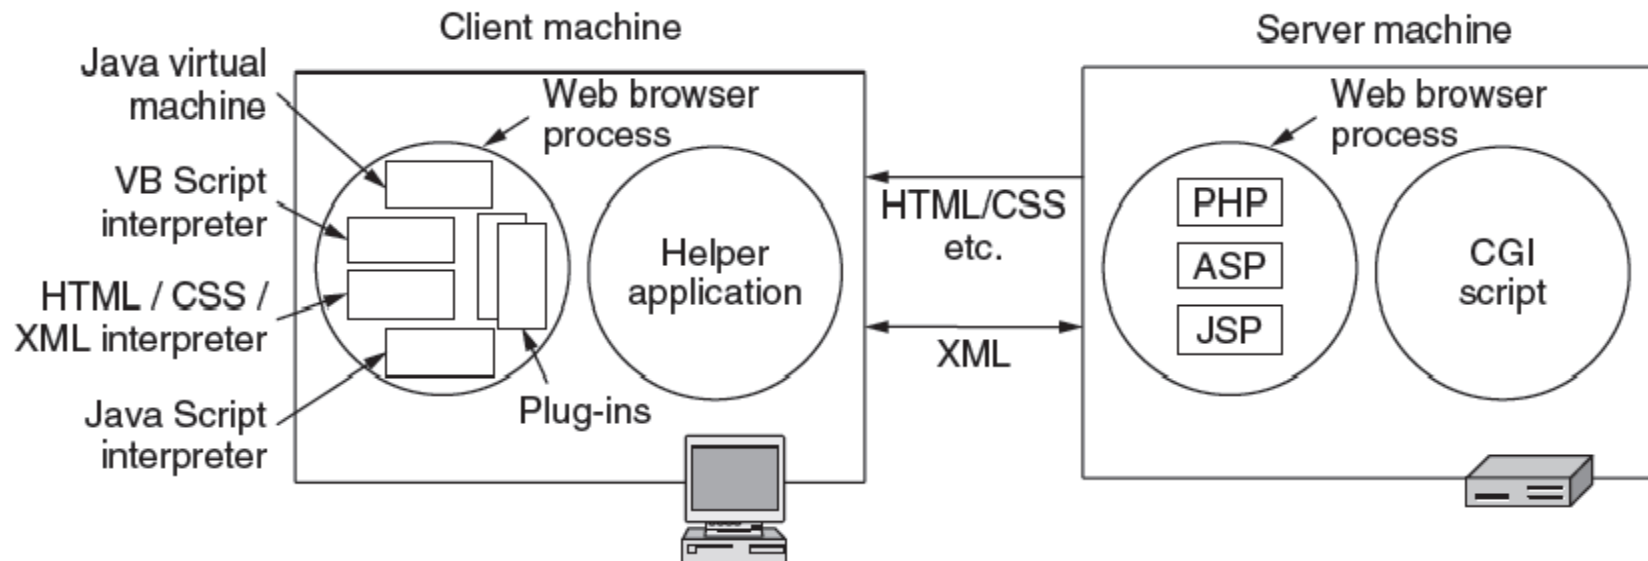 Client machine
Server machine
Java virtual
machine
VB Script
interpreter
HTML / CSS /
XML interpreter
Java Script
interpreter
Web browser
process
Helper
application
Plug-ins
HTML/CSS
etc.
XML
Web browser
process
PHP
ASP
JSP
CGI
script